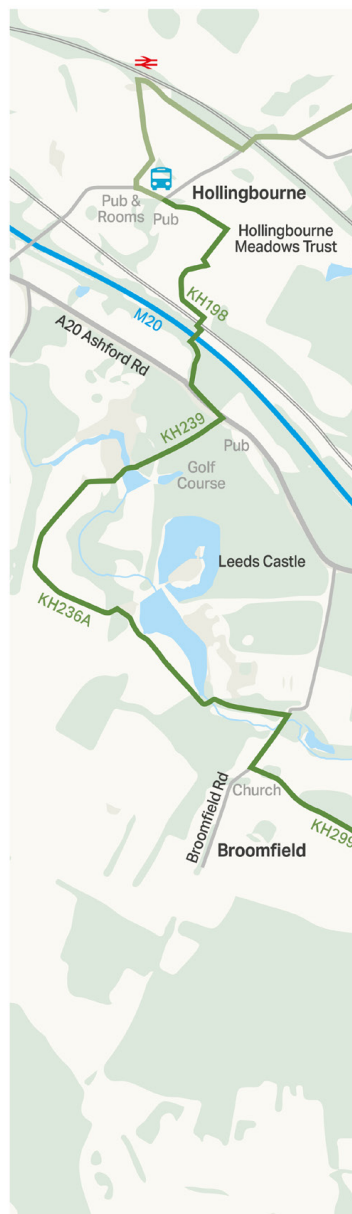 Hollingbourne
Pub &
Rooms
Pub
Hollingbourne
Meadows Trust
KH198
M20
A20 Ashford Rd
KH239
Pub
Golf
Course
Leeds Castle
KH236A
Church
Broomfield Rd
KH299
Broomfield